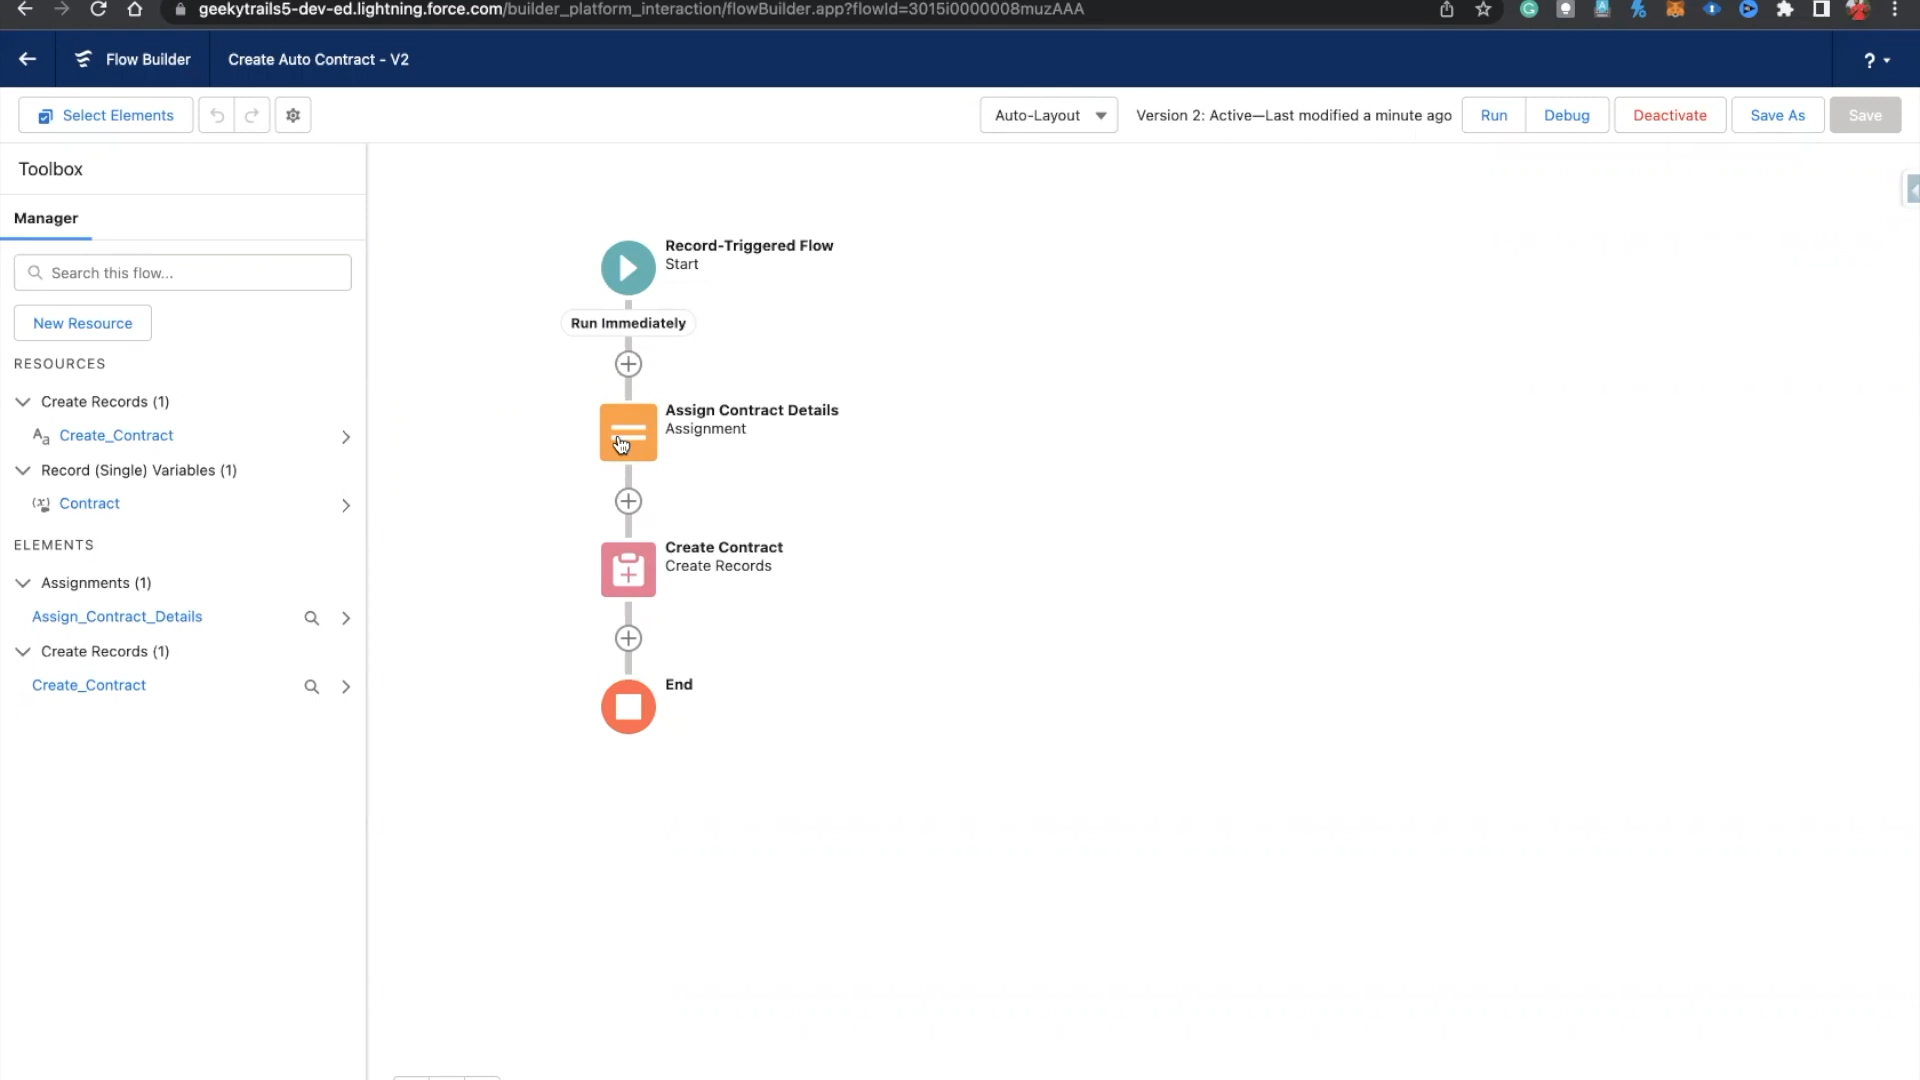 geekytrails5-dev-ed.lightning.force.com/builder_platform_interaction/flowBuilder.app?flowId=3015i0000008muzAAA
Flow Builder
Create Auto Contract - V2
?
Select Elements
Auto-Layout
Version 2: Active—Last modified a minute ago
Run
Debug
Deactivate
Save As
Save
Toolbox
Manager
Search this flow...
New Resource
RESOURCES
Create Records (1)
Aa Create_Contract
Record (Single) Variables (1)
(x) Contract
ELEMENTS
Assignments (1)
Assign_Contract_Details
Create Records (1)
Create_Contract
Record-Triggered Flow
Start
Run Immediately
Assign Contract Details
Assignment
Create Contract
Create Records
End